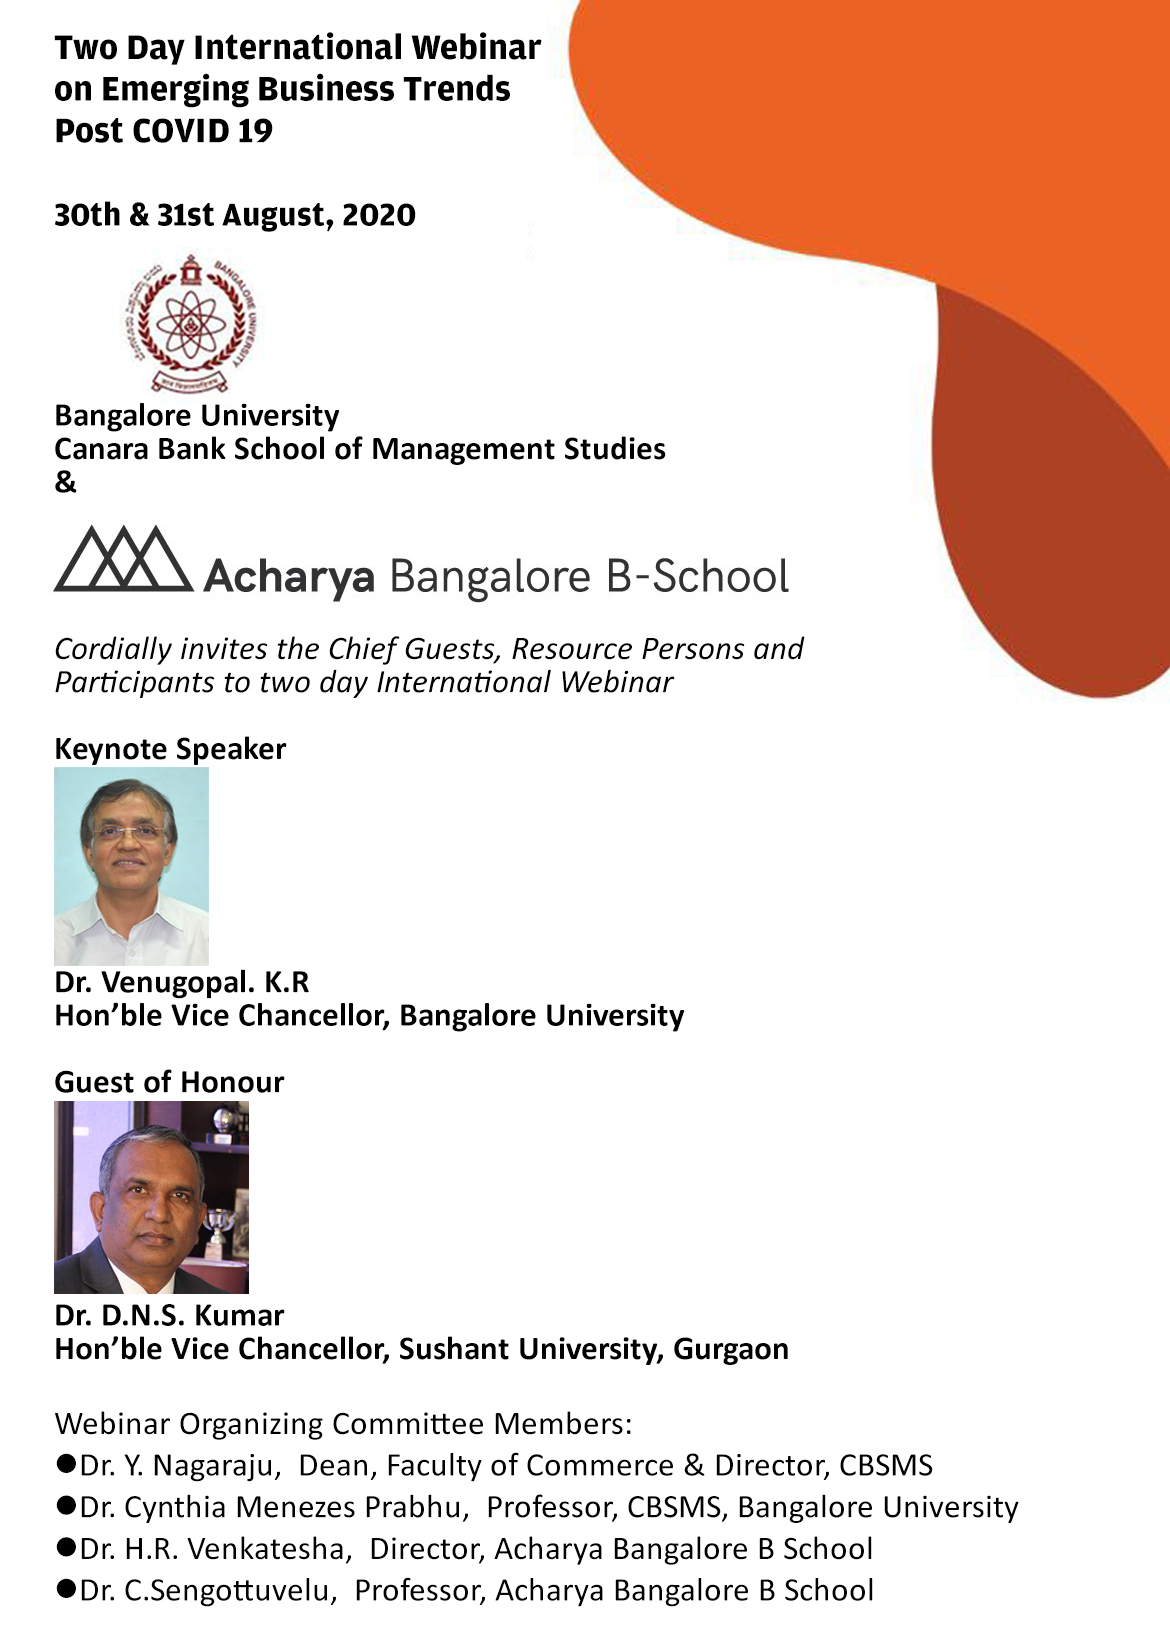 Two Day International Webinar
on Emerging Business Trends
Post COVID 19
30th & 31st August, 2020
BANGALORE UNIVERSITY
Bangalore University
Canara Bank School of Management Studies
&
Acharya Bangalore B-School
Cordially invites the Chief Guests, Resource Persons and
Participants to two day International Webinar
Keynote Speaker
Dr. Venugopal. K.R
Hon’ble Vice Chancellor, Bangalore University
Guest of Honour
Dr. D.N.S. Kumar
Hon’ble Vice Chancellor, Sushant University, Gurgaon
Webinar Organizing Committee Members:
●Dr. Y. Nagaraju,  Dean, Faculty of Commerce & Director, CBSMS
●Dr. Cynthia Menezes Prabhu,  Professor, CBSMS, Bangalore University
●Dr. H.R. Venkatesha,  Director, Acharya Bangalore B School
●Dr. C.Sengottuvelu,  Professor, Acharya Bangalore B School